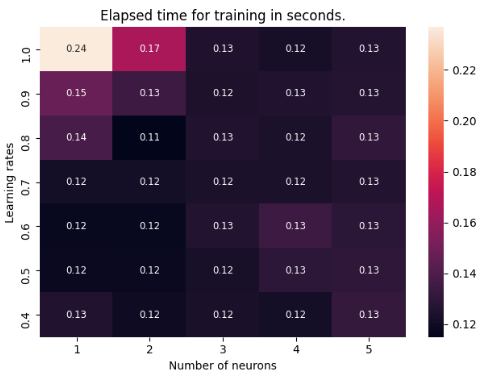 Elapsed time for training in seconds.
1.0 0.24 0.17 0.13 0.12 0.13
0.9 0.15 0.13 0.12 0.13 0.13
0.8 0.14 0.11 0.13 0.12 0.13
0.7 0.12 0.12 0.12 0.12 0.13
0.6 0.12 0.12 0.13 0.13 0.13
0.5 0.12 0.12 0.12 0.13 0.13
0.4 0.13 0.12 0.12 0.12 0.13
1 2 3 4 5
Number of neurons
Learning rates
0.22
0.20
0.18
0.16
0.14
0.12